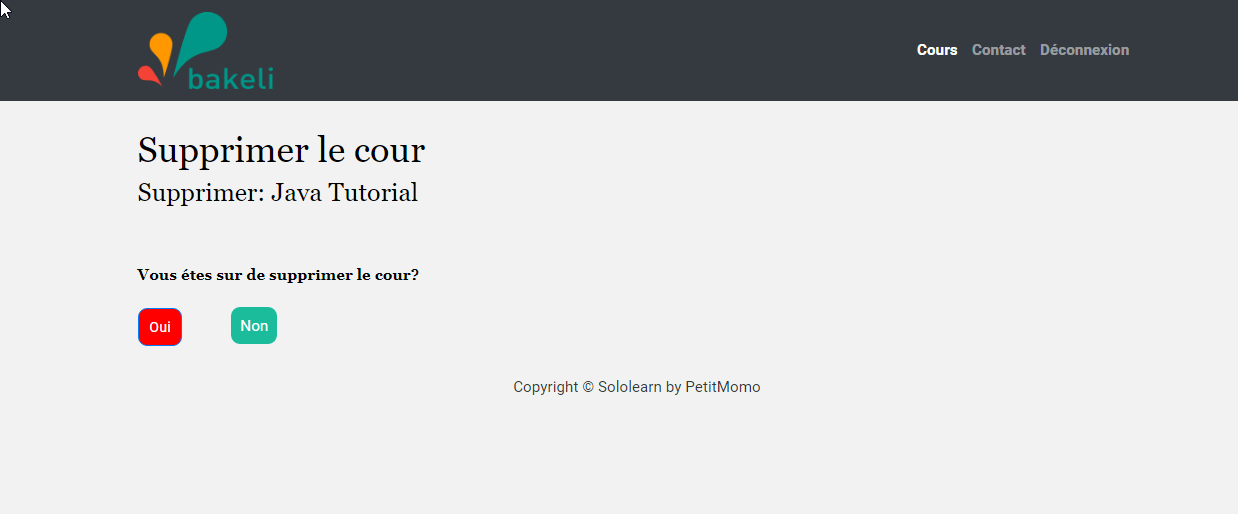 bakeli
Cours Contact Déconnexion
Supprimer le cour
Supprimer: Java Tutorial
Vous étes sur de supprimer le cour?
Oui Non
Copyright © Sololearn by PetitMomo